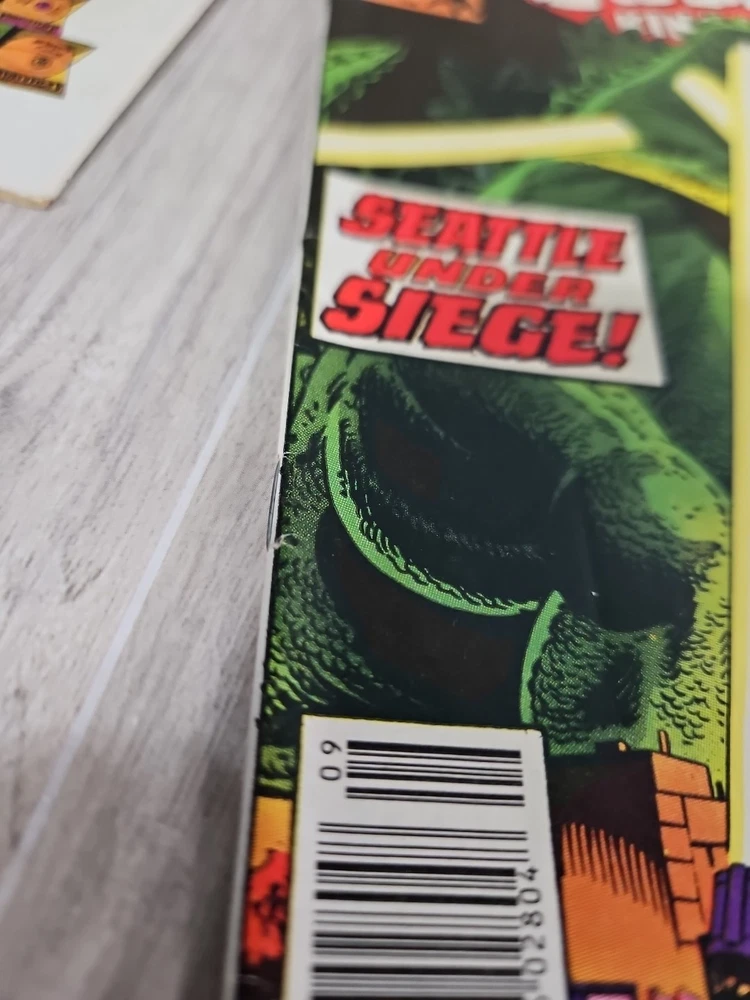 SEATTLE
UNDER
SIEGE!
09
02804